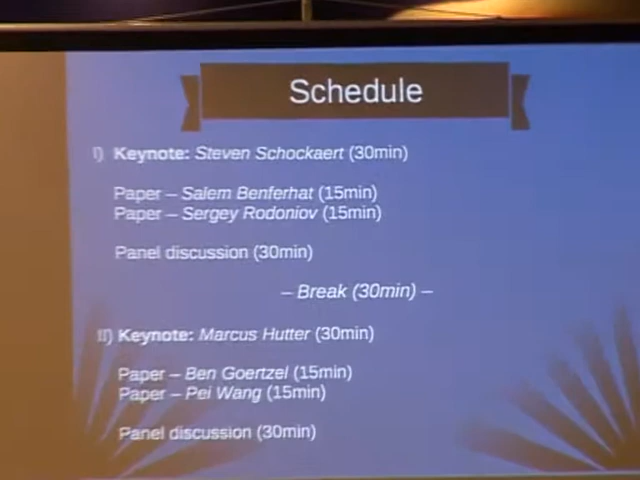 Schedule
I) Keynote: Steven Schockaert (30min)
Paper – Salem Benferhat (15min)
Paper – Sergey Rodoniov (15min)
Panel discussion (30min)
– Break (30min) –
II) Keynote: Marcus Hutter (30min)
Paper – Ben Goertzel (15min)
Paper – Pei Wang (15min)
Panel discussion (30min)